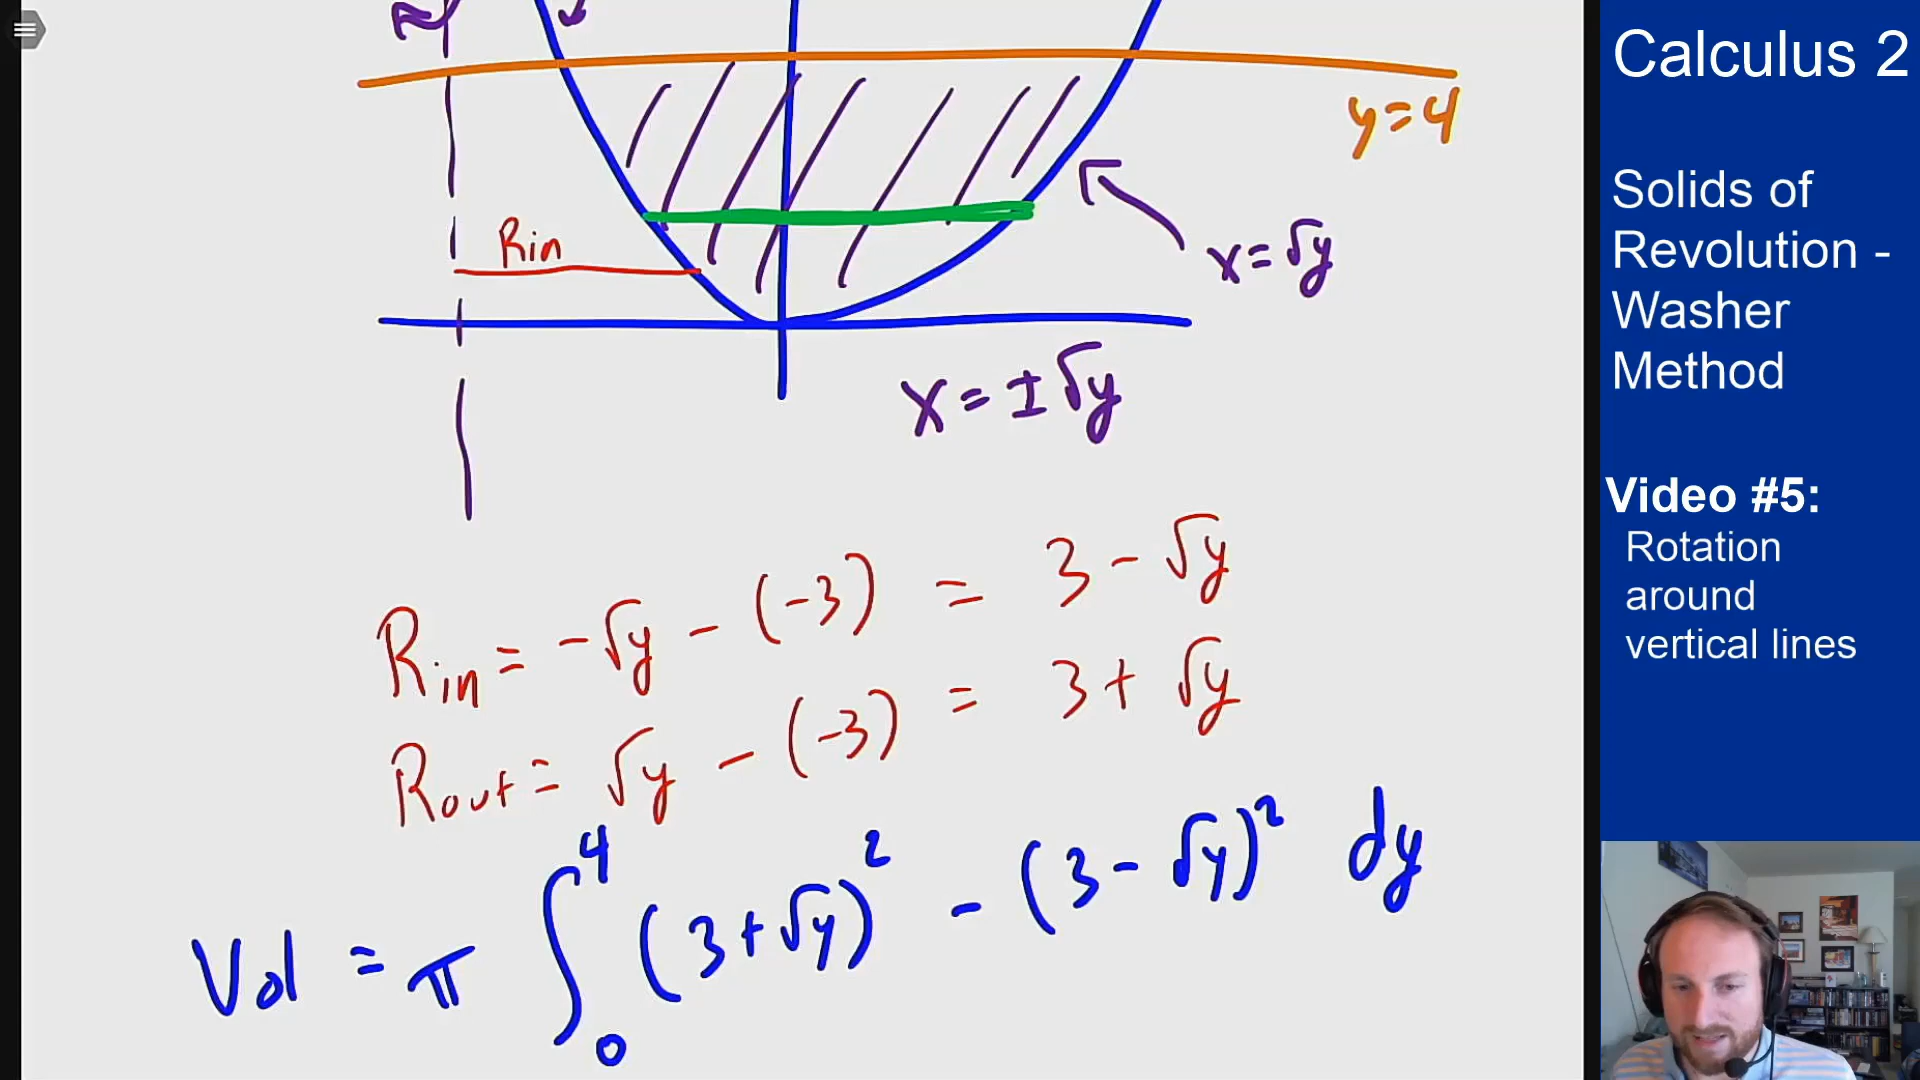 y=4
Rin
x=√y
x=±√y
Rin = -√y - (-3) = 3 - √y
Rout = √y - (-3) = 3 + √y
Vol = π ∫₀⁴ (3+√y)² - (3-√y)² dy
Calculus 2
Solids of
Revolution -
Washer
Method
Video #5:
Rotation
around
vertical lines